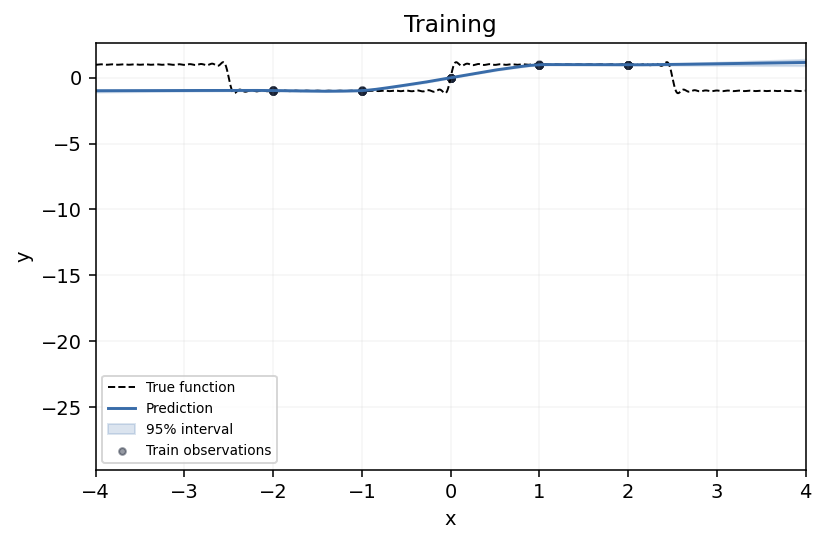 Training
0
−5
−10
−15
−20
−25
y
True function
Prediction
95% interval
Train observations
−4 −3 −2 −1 0 1 2 3 4
x